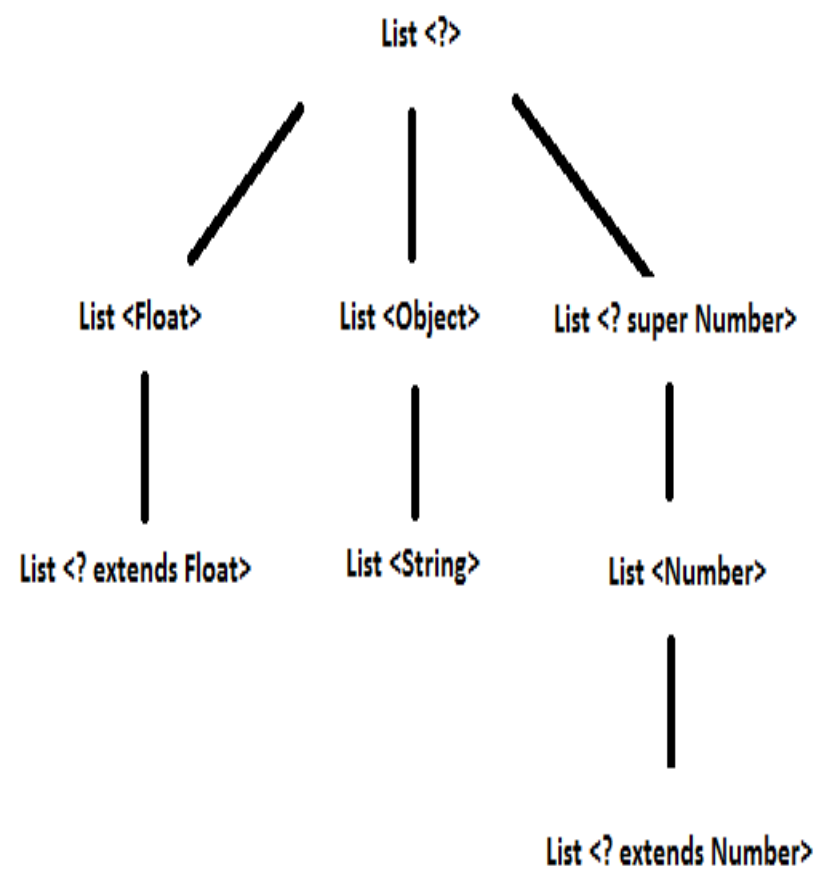 List <?>
List <Float>
List <Object>
List <? super Number>
List <? extends Float>
List <String>
List <Number>
List <? extends Number>